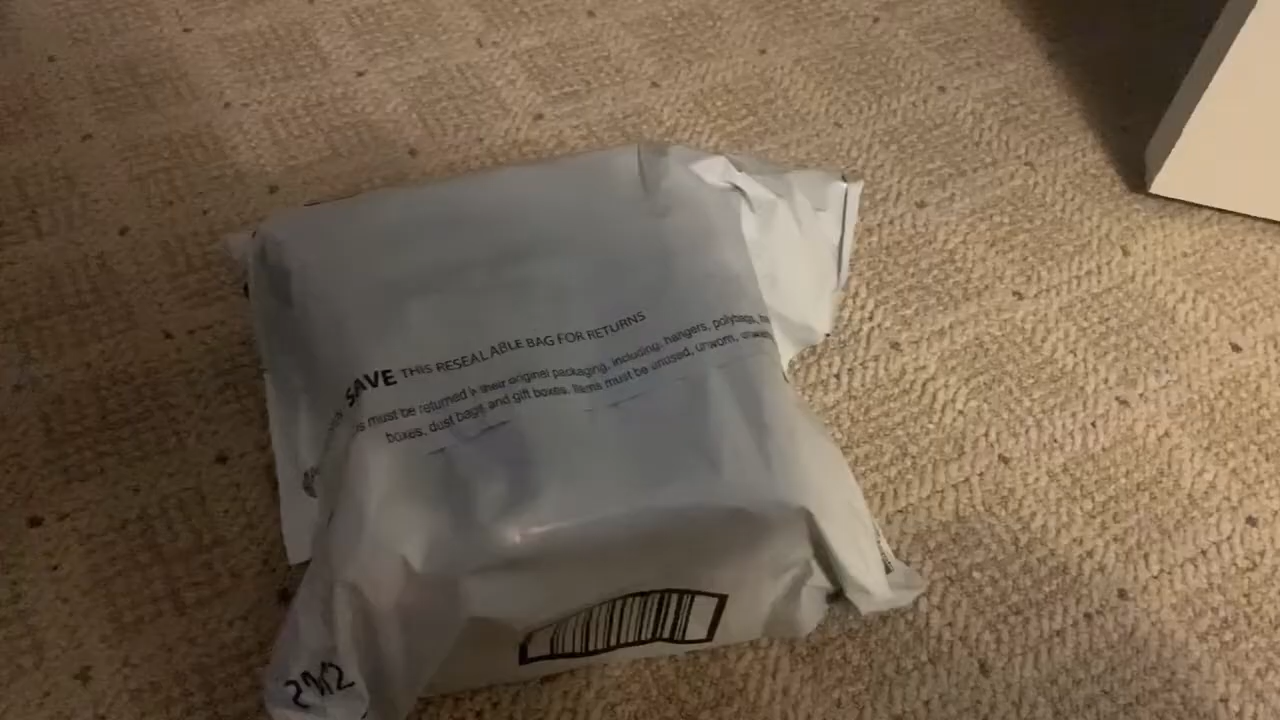 SAVE THIS RESEALABLE BAG FOR RETURNS
must be returned in their original packaging, including, hangers, polybags,
boxes, dust bags and gift boxes. Items must be unused, unworn,